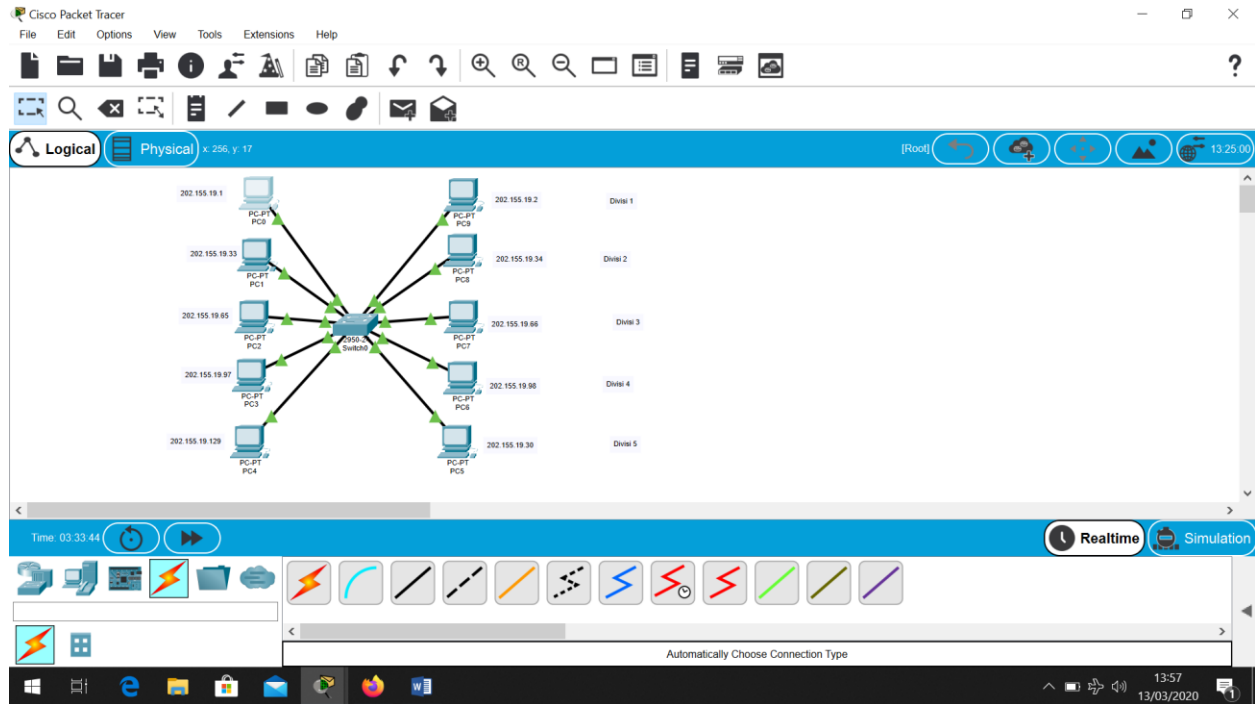 Cisco Packet Tracer
File Edit Options View Tools Extensions Help
Logical Physical x: 256, y: 17 [Root] 13:25:00
202.155.19.1
PC-PT
PC0
PC-PT
PC9
202.155.19.2
Divisi 1
202.155.19.33
PC-PT
PC1
PC-PT
PC8
202.155.19.34
Divisi 2
202.155.19.65
PC-PT
PC2
2950-2
Switch0
PC-PT
PC7
202.155.19.66
Divisi 3
202.155.19.97
PC-PT
PC3
PC-PT
PC6
202.155.19.98
Divisi 4
202.155.19.129
PC-PT
PC4
PC-PT
PC5
202.155.19.30
Divisi 5
Time: 03:33:44 Realtime Simulation
Automatically Choose Connection Type
13:57
13/03/2020
1